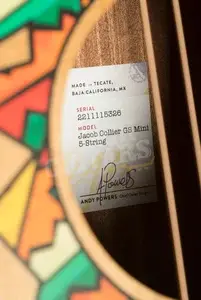 MADE IN TECATE,
BAJA CALIFORNIA, MX
SERIAL
2211115326
MODEL
Jacob Collier GS Mini
5-String
ANDY POWERS